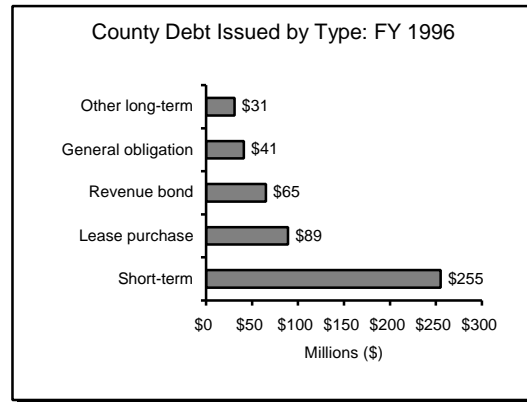 County Debt Issued by Type: FY 1996
Other long-term $31
General obligation $41
Revenue bond $65
Lease purchase $89
Short-term $255
$0 $50 $100 $150 $200 $250 $300
Millions ($)